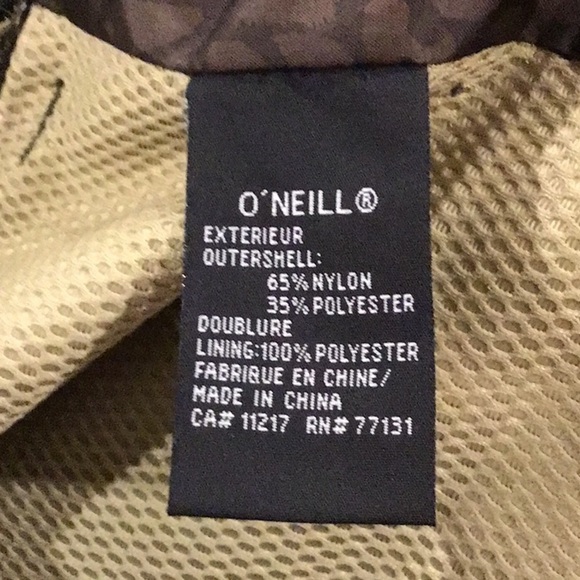 O'NEILL®
EXTERIEUR
OUTERSHELL:
65% NYLON
35% POLYESTER
DOUBLURE
LINING:100% POLYESTER
FABRIQUE EN CHINE/
MADE IN CHINA
CA# 11217 RN# 77131